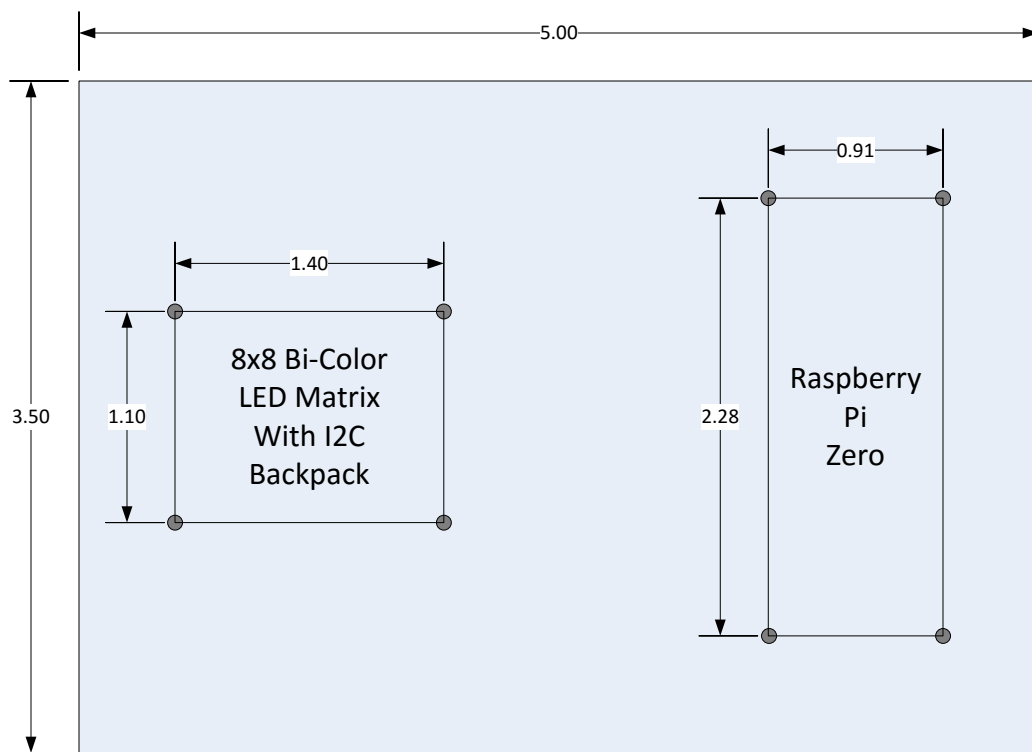 5.00
0.91
1.40
8x8 Bi-Color
LED Matrix
With I2C
Backpack
3.50
1.10
2.28
Raspberry
Pi
Zero